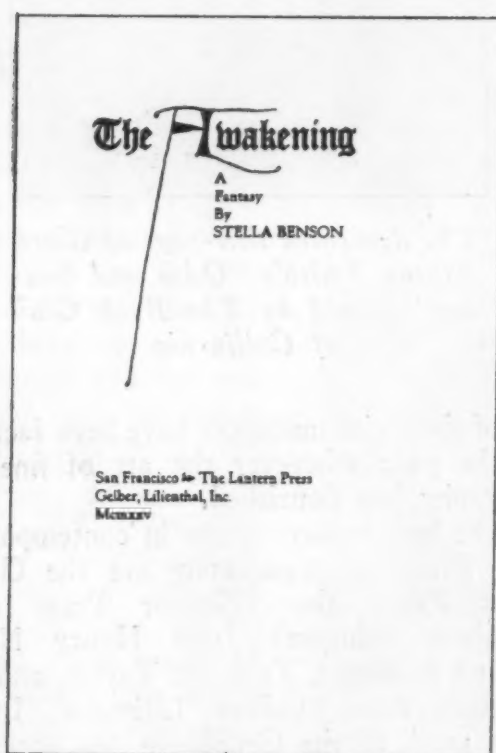 The Awakening
A
Fantasy
By
STELLA BENSON
San Francisco The Lantern Press
Gelber, Lilienthal, Inc.
Mcmxxv